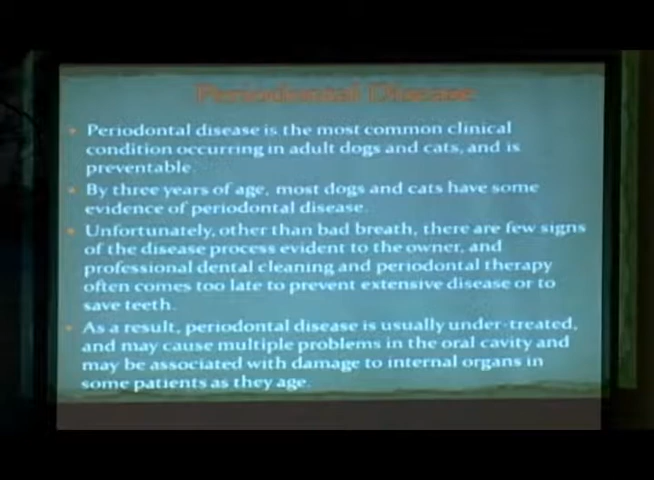 Periodontal Disease
• Periodontal disease is the most common clinical
condition occurring in adult dogs and cats, and is
preventable.
• By three years of age, most dogs and cats have some
evidence of periodontal disease.
• Unfortunately, other than bad breath, there are few signs
of the disease process evident to the owner, and
professional dental cleaning and periodontal therapy
often comes too late to prevent extensive disease or to
save teeth.
• As a result, periodontal disease is usually under-treated,
and may cause multiple problems in the oral cavity and
may be associated with damage to internal organs in
some patients as they age.